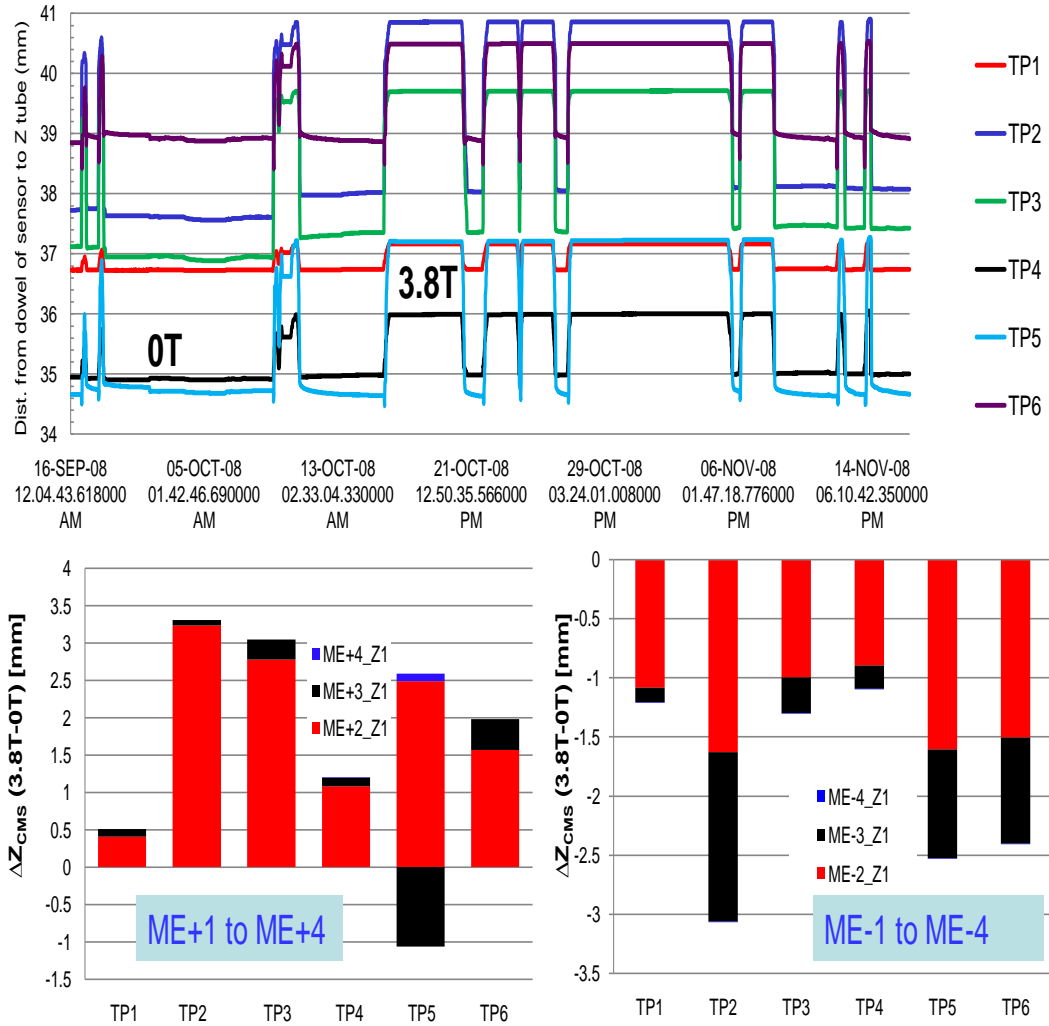 Dist. from dowel of sensor to Z tube (mm)
41
40
39
38
37
36
35
34
0T
3.8T
TP1
TP2
TP3
TP4
TP5
TP6
16-SEP-08 05-OCT-08 13-OCT-08 21-OCT-08 29-OCT-08 06-NOV-08 14-NOV-08
12.04.43.618000 01.42.46.690000 02.33.04.330000 12.50.35.566000 03.24.01.008000 01.47.18.776000 06.10.42.350000
AM AM AM PM PM PM PM
ΔZCMS (3.8T-0T) [mm]
4
3.5
3
2.5
2
1.5
1
0.5
0
-0.5
-1
-1.5
ME+4_Z1
ME+3_Z1
ME+2_Z1
ME+1 to ME+4
TP1 TP2 TP3 TP4 TP5 TP6
ΔZCMS (3.8T-0T) [mm]
0
-0.5
-1
-1.5
-2
-2.5
-3
-3.5
ME-4_Z1
ME-3_Z1
ME-2_Z1
ME-1 to ME-4
TP1 TP2 TP3 TP4 TP5 TP6